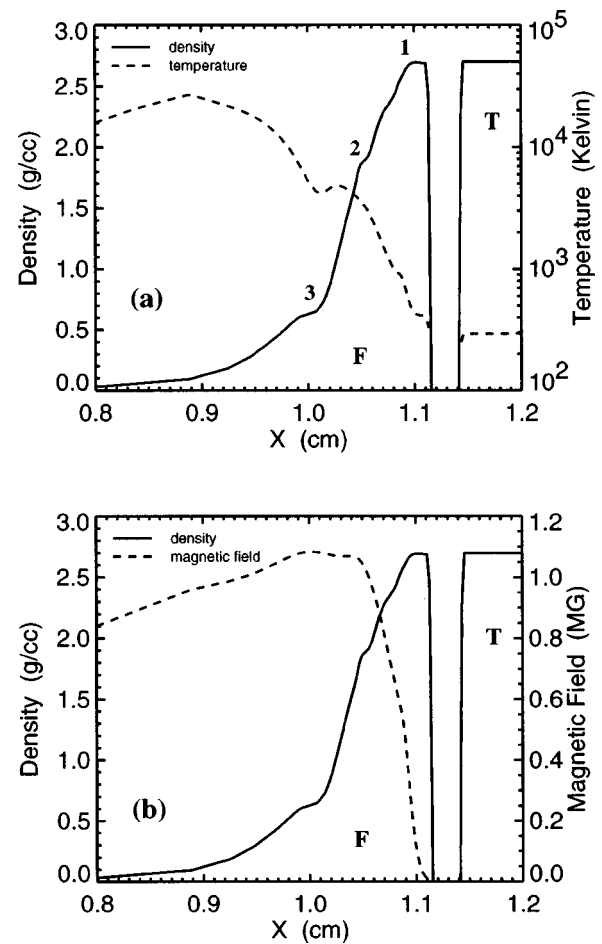 3.0
2.5
2.0
1.5
1.0
0.5
0.0
Density (g/cc)
density
temperature
1
2
3
T
F
(a)
10^5
10^4
10^3
10^2
Temperature (Kelvin)
0.8 0.9 1.0 1.1 1.2
X (cm)
3.0
2.5
2.0
1.5
1.0
0.5
0.0
Density (g/cc)
density
magnetic field
T
F
(b)
1.2
1.0
0.8
0.6
0.4
0.2
0.0
Magnetic Field (MG)
0.8 0.9 1.0 1.1 1.2
X (cm)